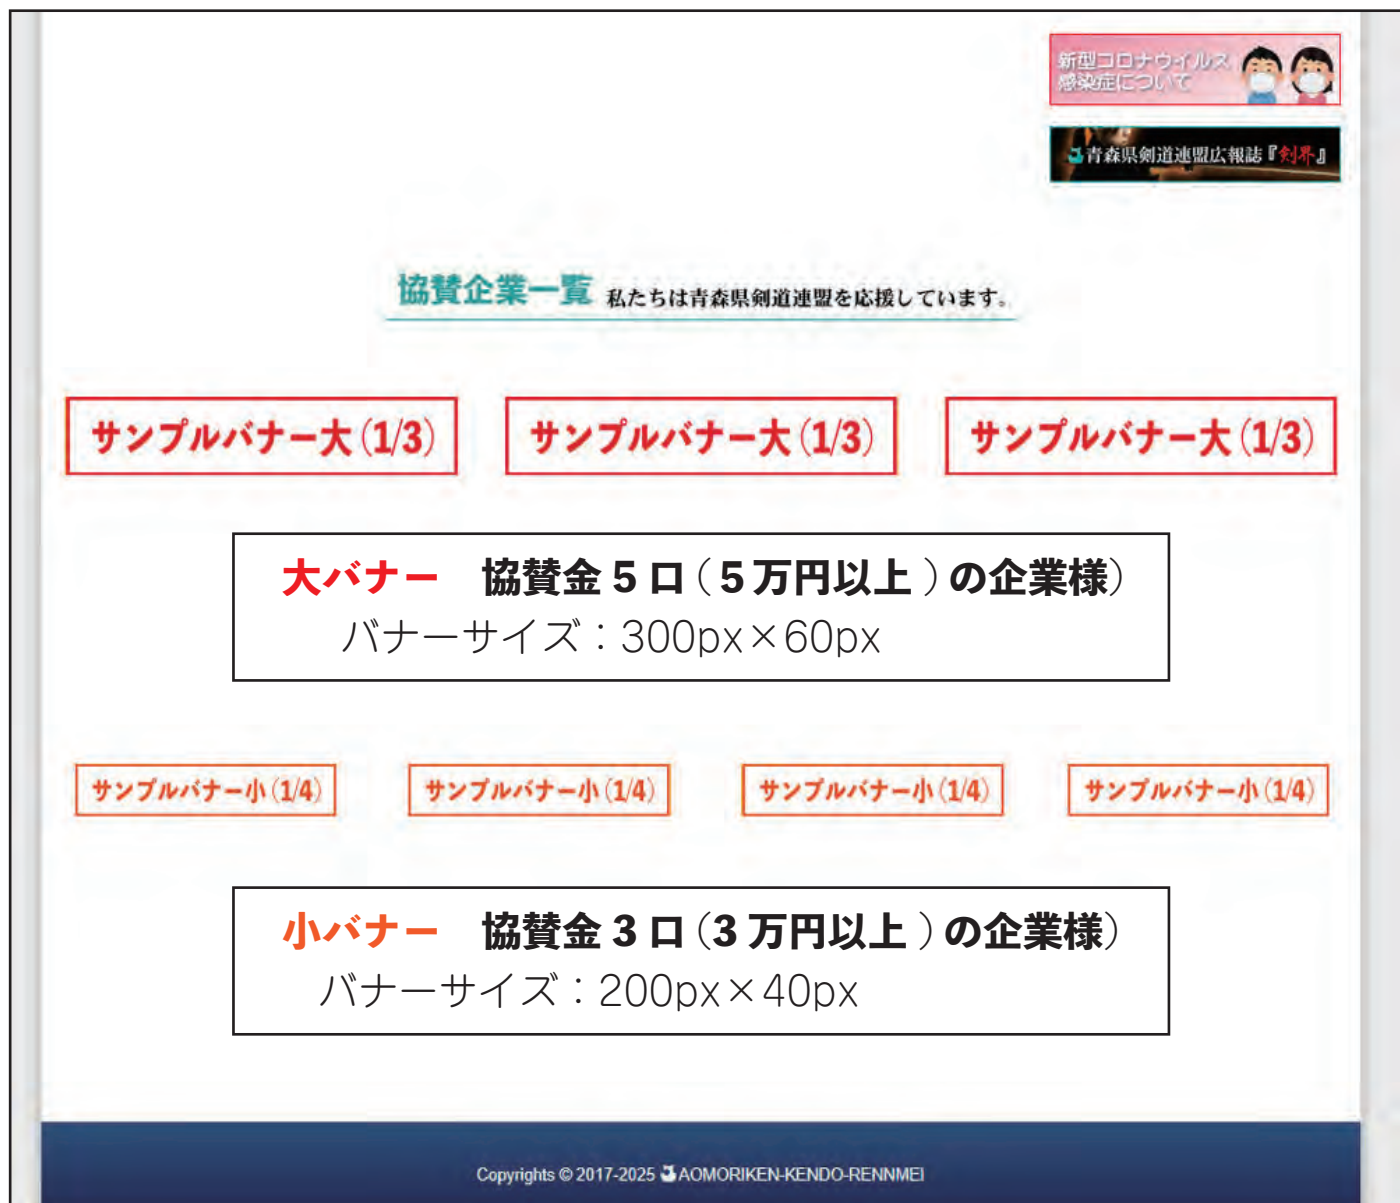 新型コロナウイルス
感染症について
青森県剣道連盟広報誌『剣界』
協賛企業一覧 私たちは青森県剣道連盟を応援しています。
サンプルバナー大(1/3) サンプルバナー大(1/3) サンプルバナー大(1/3)
大バナー 協賛金5口(5万円以上)の企業様)
バナーサイズ:300px×60px
サンプルバナー小(1/4) サンプルバナー小(1/4) サンプルバナー小(1/4) サンプルバナー小(1/4)
小バナー 協賛金3口(3万円以上)の企業様)
バナーサイズ:200px×40px
Copyrights © 2017-2025 AOMORIKEN-KENDO-RENNMEI